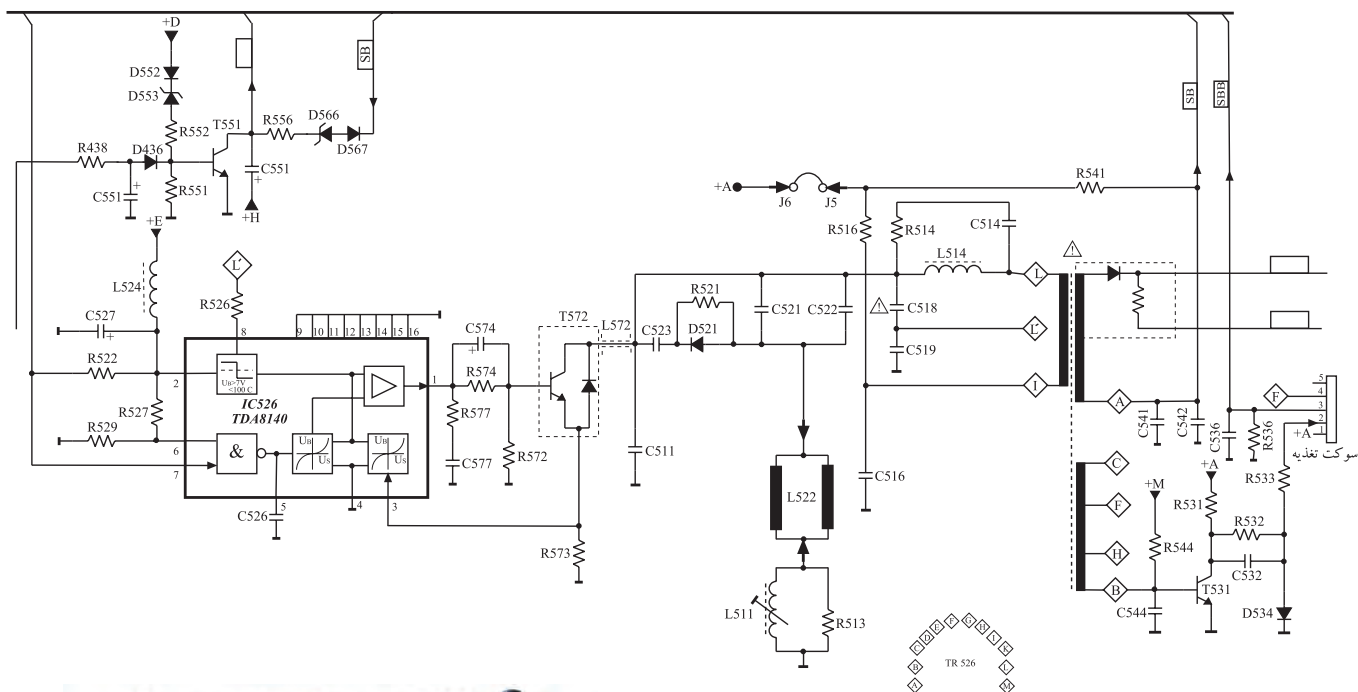 +D
D552
D553
R552
T551
R556
D566
D567
SB
R438
D436
C551
+
R551
C551
+
+H
+E
L524
L'
R526
C527
+
R522
R527
R529
2
6
7
8
9 10 11 12 13 14 15 16
UB>7V
<100 C
IC526
TDA8140
&
UB
US
UB
US
1
5
4
3
C526
C574
+
R574
R577
C577
R572
T572
L572
R573
C523
R521
D521
C521
C522
C511
L522
L511
R513
+A
J6
J5
R541
R516
R514
C514
L514
C518
C519
C516
L
L'
I
!
!
SB
SBB
A
C541
C542
C536
R536
F
5
4
3
2
1
+A
سوکت تغذیه
C
F
H
B
+M
R544
C544
+A
R531
T531
R532
C532
R533
D534
TR 526
A
B
C
D
E
F
G
H
I
K
L
M